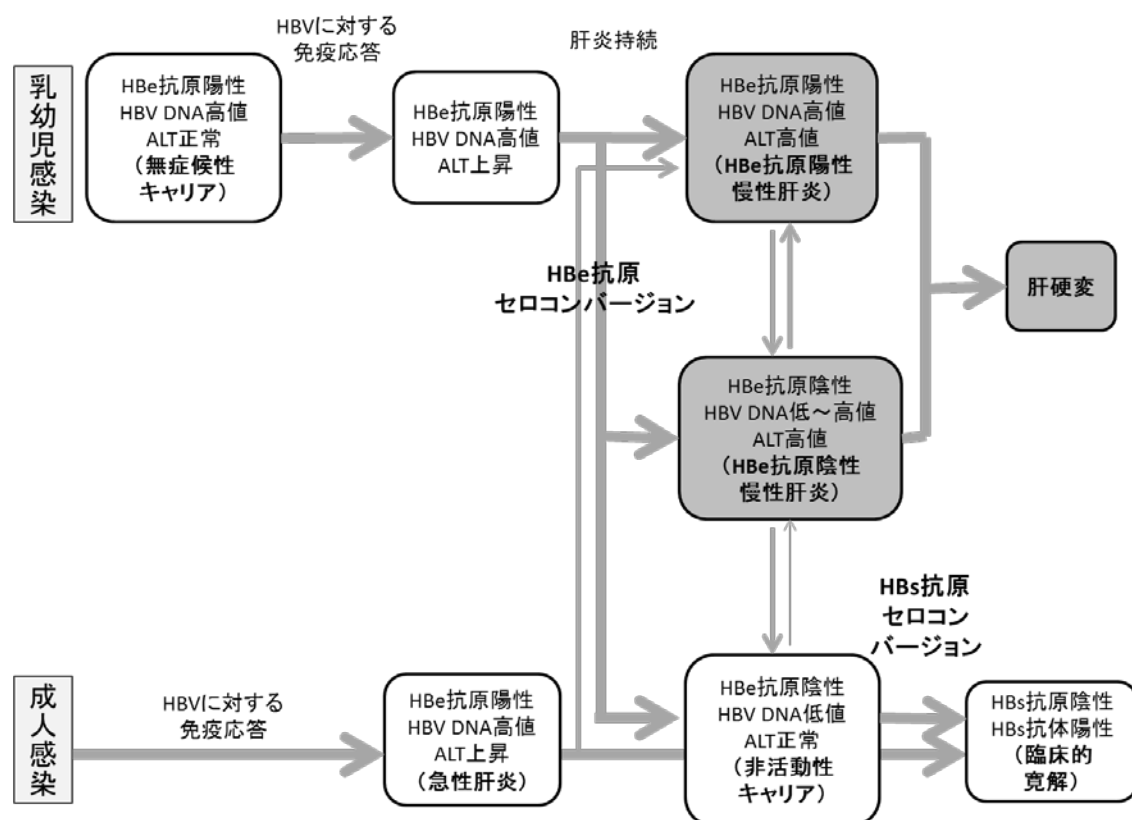 HBVに対する
免疫応答
肝炎持続
乳幼児感染
HBe抗原陽性
HBV DNA高値
ALT正常
（無症候性
キャリア）
HBe抗原陽性
HBV DNA高値
ALT上昇
HBe抗原陽性
HBV DNA高値
ALT高値
（HBe抗原陽性
慢性肝炎）
HBe抗原
セロコンバージョン
肝硬変
HBe抗原陰性
HBV DNA低～高値
ALT高値
（HBe抗原陰性
慢性肝炎）
HBs抗原
セロコン
バージョン
成人感染
HBVに対する
免疫応答
HBe抗原陽性
HBV DNA高値
ALT上昇
（急性肝炎）
HBe抗原陰性
HBV DNA低値
ALT正常
（非活動性
キャリア）
HBs抗原陰性
HBs抗体陽性
（臨床的
寛解）